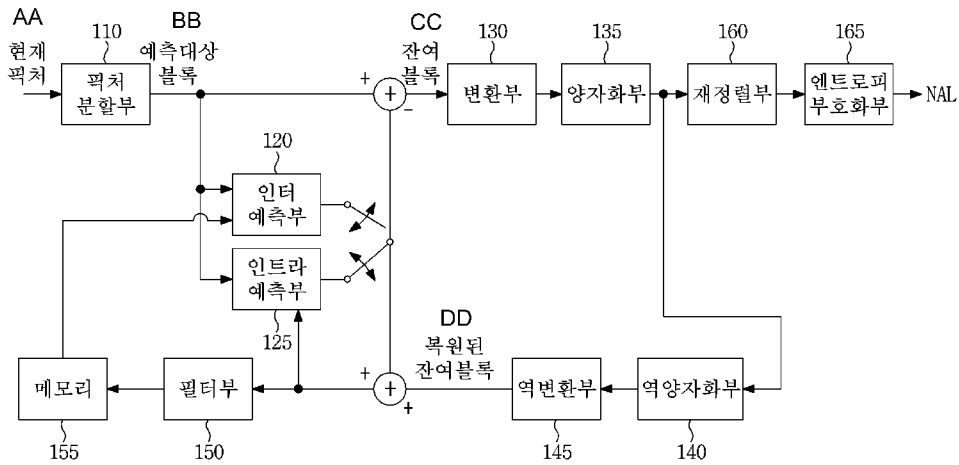 AA
현재
픽처
110
픽처
분할부
BB
예측대상
블록
+
+
−
CC
잔여
블록
130
변환부
135
양자화부
160
재정렬부
165
엔트로피
부호화부
NAL
120
인터
예측부
인트라
예측부
125
DD
복원된
잔여블록
메모리
155
필터부
150
+
+
+
역변환부
145
역양자화부
140